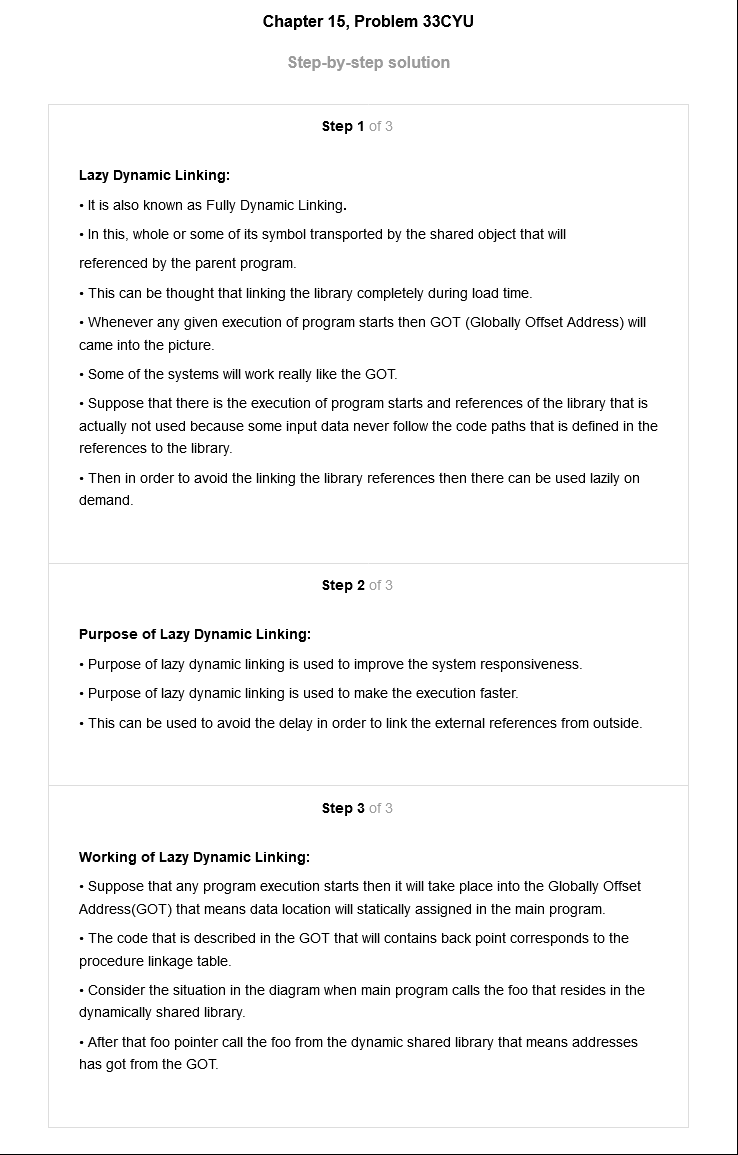 Chapter 15, Problem 33CYU
Step-by-step solution
Step 1 of 3
Lazy Dynamic Linking:
• It is also known as Fully Dynamic Linking.
• In this, whole or some of its symbol transported by the shared object that will
referenced by the parent program.
• This can be thought that linking the library completely during load time.
• Whenever any given execution of program starts then GOT (Globally Offset Address) will
came into the picture.
• Some of the systems will work really like the GOT.
• Suppose that there is the execution of program starts and references of the library that is
actually not used because some input data never follow the code paths that is defined in the
references to the library.
• Then in order to avoid the linking the library references then there can be used lazily on
demand.
Step 2 of 3
Purpose of Lazy Dynamic Linking:
• Purpose of lazy dynamic linking is used to improve the system responsiveness.
• Purpose of lazy dynamic linking is used to make the execution faster.
• This can be used to avoid the delay in order to link the external references from outside.
Step 3 of 3
Working of Lazy Dynamic Linking:
• Suppose that any program execution starts then it will take place into the Globally Offset
Address(GOT) that means data location will statically assigned in the main program.
• The code that is described in the GOT that will contains back point corresponds to the
procedure linkage table.
• Consider the situation in the diagram when main program calls the foo that resides in the
dynamically shared library.
• After that foo pointer call the foo from the dynamic shared library that means addresses
has got from the GOT.